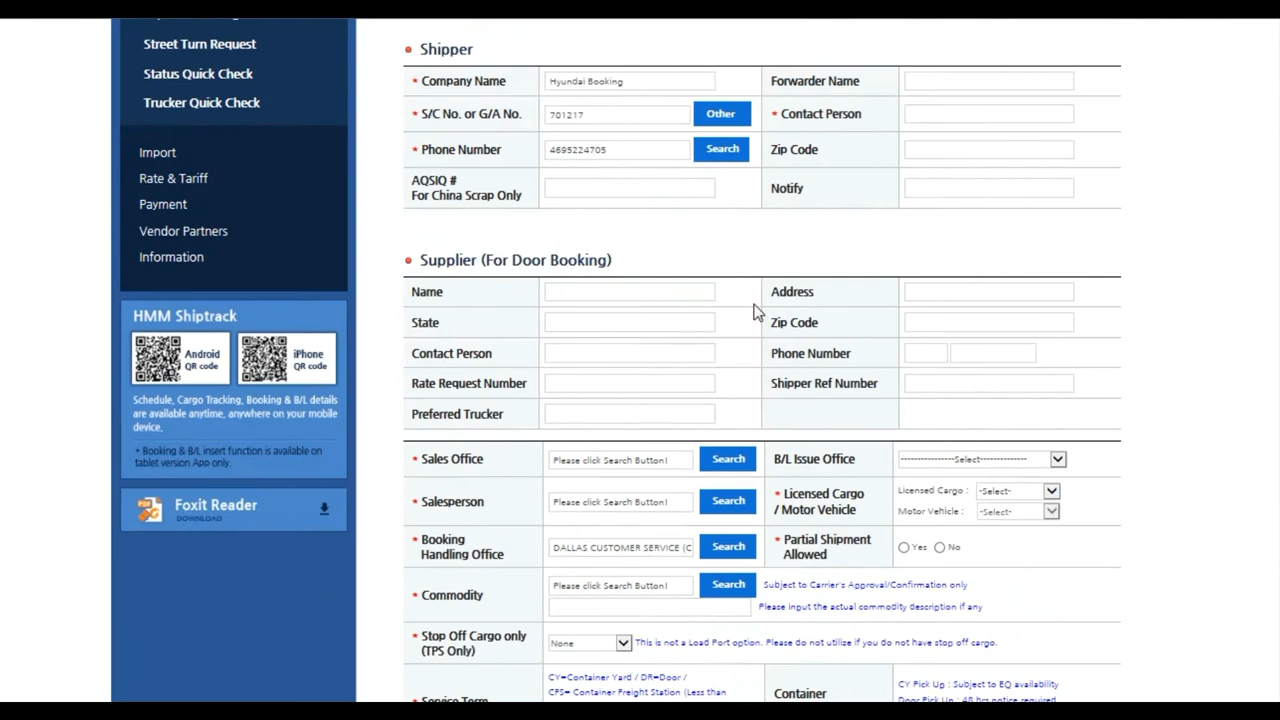 Street Turn Request
Status Quick Check
Trucker Quick Check
Import
Rate & Tariff
Payment
Vendor Partners
Information
HMM Shiptrack
Android
QR code
iPhone
QR code
Schedule, Cargo Tracking, Booking & B/L details
are available anytime, anywhere on your mobile
device.
* Booking & B/L insert function is available on
tablet version App only.
Foxit Reader
DOWNLOAD
Shipper
* Company Name Hyundai Booking Forwarder Name
* S/C No. or G/A No. 701217 Other * Contact Person
* Phone Number 4695224705 Search Zip Code
AQSIQ #
For China Scrap Only Notify
Supplier (For Door Booking)
Name Address
State Zip Code
Contact Person Phone Number
Rate Request Number Shipper Ref Number
Preferred Trucker
* Sales Office Please click Search Button! Search B/L Issue Office ----------------Select----------------
* Salesperson Please click Search Button! Search * Licensed Cargo
/ Motor Vehicle Licensed Cargo : -Select-
Motor Vehicle : -Select-
* Booking
Handling Office DALLAS CUSTOMER SERVICE (C Search * Partial Shipment
Allowed Yes No
* Commodity Please click Search Button! Search Subject to Carrier's Approval/Confirmation only
Please input the actual commodity description if any
* Stop Off Cargo only
(TPS Only) None This is not a Load Port option. Please do not utilize if you do not have stop off cargo.
* Service Term CY=Container Yard / DR=Door /
CFS= Container Freight Station (Less than
Container CY Pick Up : Subject to EQ availability
Door Pick Up : 48 hrs notice required